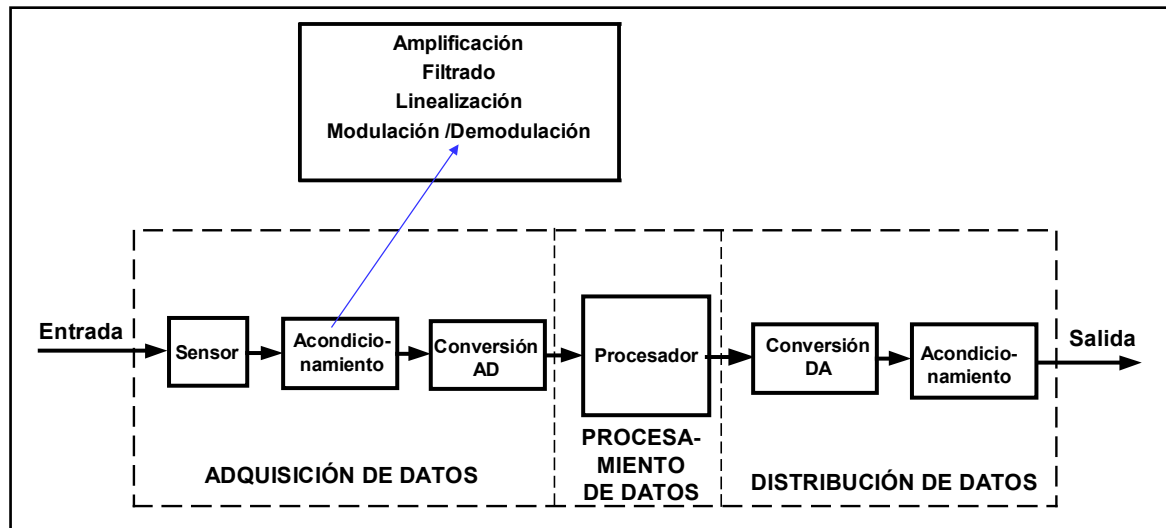 Amplificación
Filtrado
Linealización
Modulación /Demodulación
Entrada
Sensor
Acondicio-
namiento
Conversión
AD
Procesador
Conversión
DA
Acondicio-
namiento
Salida
ADQUISICIÓN DE DATOS
PROCESA-
MIENTO
DE DATOS
DISTRIBUCIÓN DE DATOS